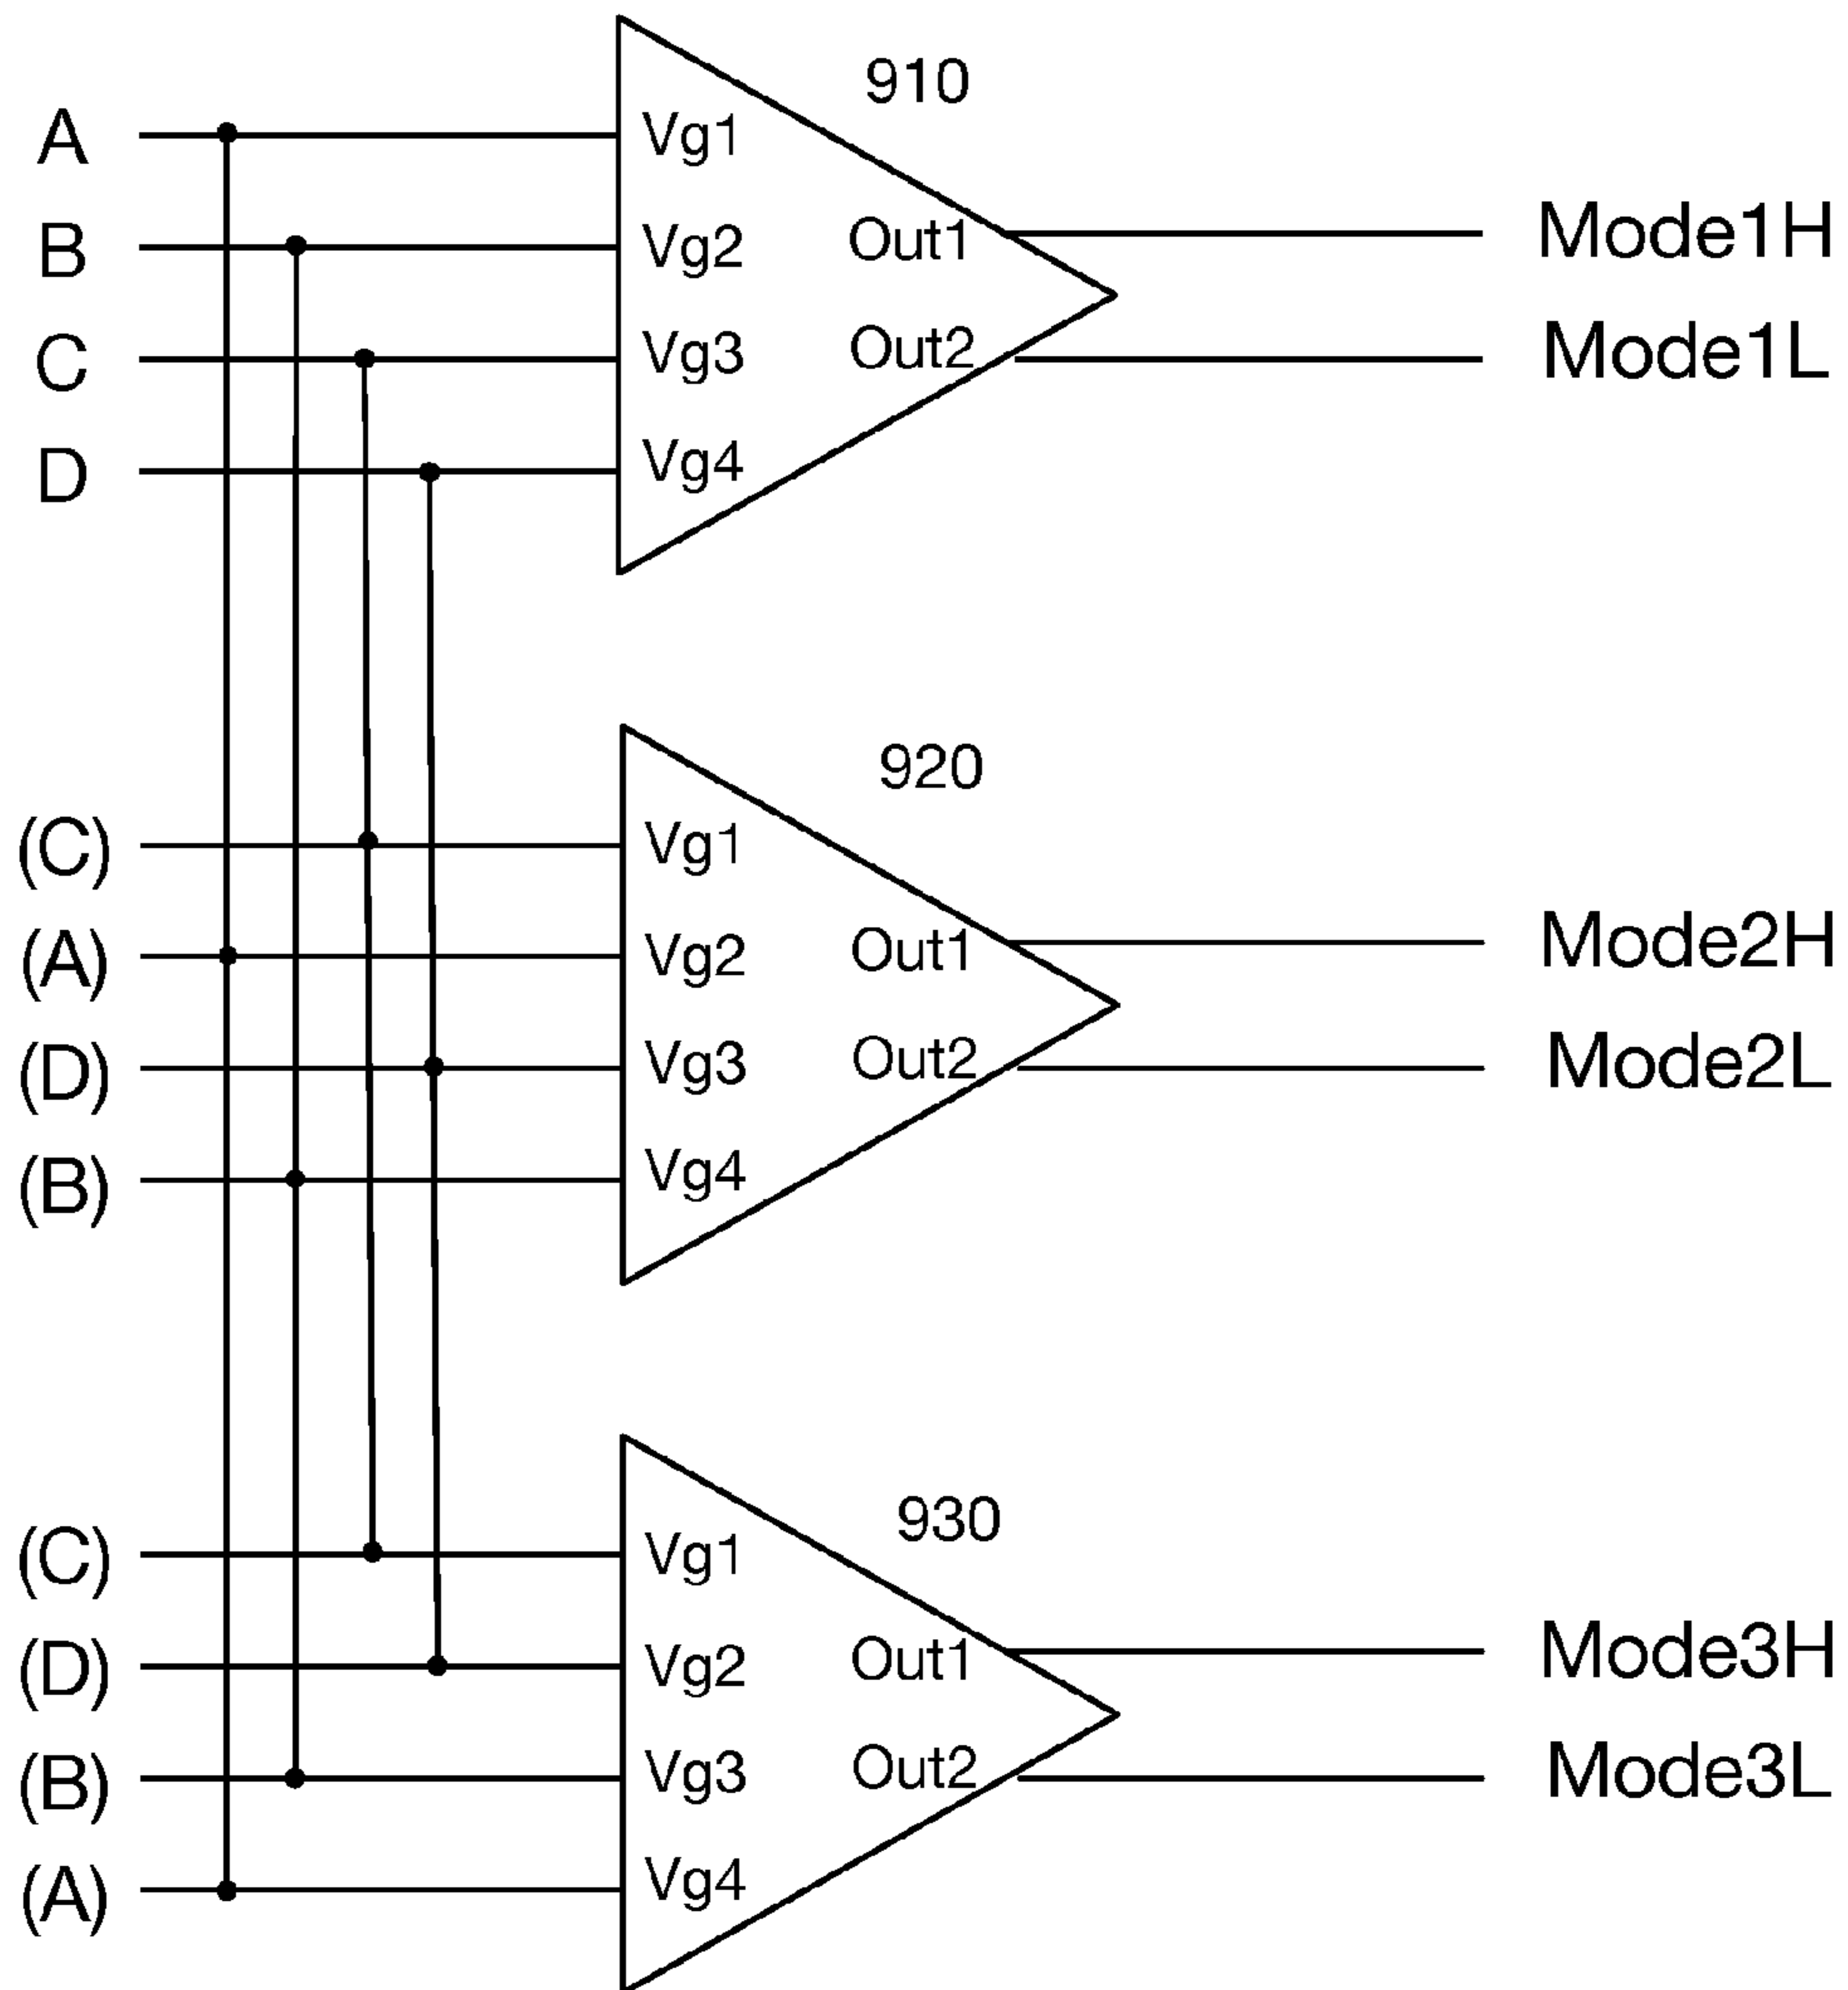 910
A Vg1
B Vg2 Out1 Mode1H
C Vg3 Out2 Mode1L
D Vg4
920
(C) Vg1
(A) Vg2 Out1 Mode2H
(D) Vg3 Out2 Mode2L
(B) Vg4
930
(C) Vg1
(D) Vg2 Out1 Mode3H
(B) Vg3 Out2 Mode3L
(A) Vg4